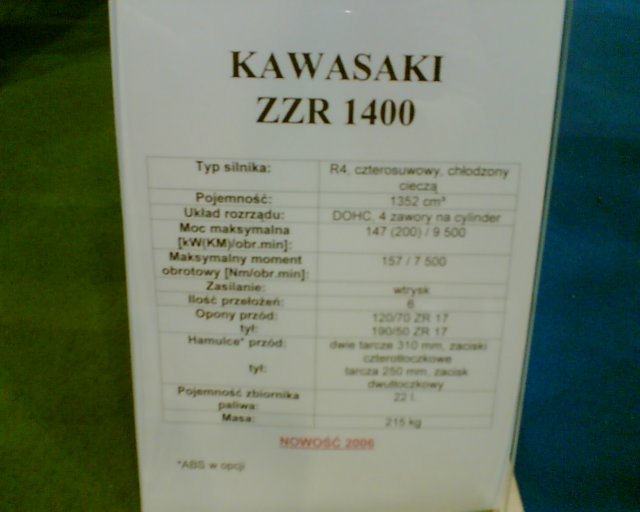 KAWASAKI
ZZR 1400
Typ silnika: R4, czterosuwowy, chłodzony
cieczą
Pojemność: 1352 cm³
Układ rozrządu: DOHC, 4 zawory na cylinder
Moc maksymalna 147 (200) / 9 500
[kW(KM)/obr.min]:
Maksymalny moment 157 / 7 500
obrotowy [Nm/obr.min]:
Zasilanie: wtrysk
Ilość przełożeń: 6
Opony przód: 120/70 ZR 17
tył: 190/50 ZR 17
Hamulce* przód: dwie tarcze 310 mm, zaciski
czterotłoczkowe
tył: tarcza 250 mm, zacisk
dwutłoczkowy
Pojemność zbiornika 22 l.
paliwa:
Masa: 215 kg
NOWOŚĆ 2006
*ABS w opcji